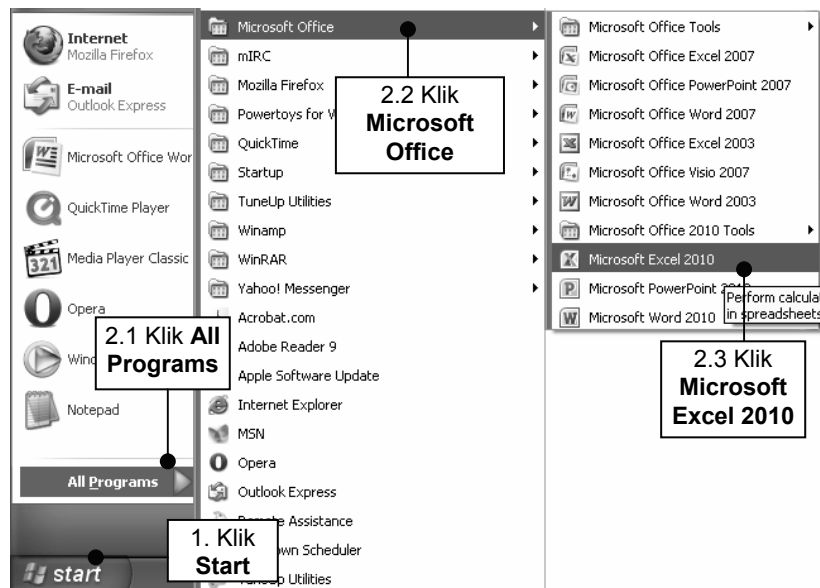 Internet
Mozilla Firefox
E-mail
Outlook Express
Microsoft Office Wor
QuickTime Player
Media Player Classic
Opera
Notepad
All Programs
start
Microsoft Office
mIRC
Mozilla Firefox
Powertoys for
QuickTime
Startup
TuneUp Utilities
Winamp
WinRAR
Yahoo! Messenger
Acrobat.com
Adobe Reader 9
Apple Software Update
Internet Explorer
MSN
Opera
Outlook Express
Remote Assistance
own Scheduler
Utilities
Microsoft Office Tools
Microsoft Office Excel 2007
Microsoft Office PowerPoint 2007
Microsoft Office Word 2007
Microsoft Office Excel 2003
Microsoft Office Visio 2007
Microsoft Office Word 2003
Microsoft Office 2010 Tools
Microsoft Excel 2010
Microsoft PowerPoint 2010
Microsoft Word 2010
Perform calculat
in spreadsheets
1. Klik
Start
2.1 Klik All
Programs
2.2 Klik
Microsoft
Office
2.3 Klik
Microsoft
Excel 2010